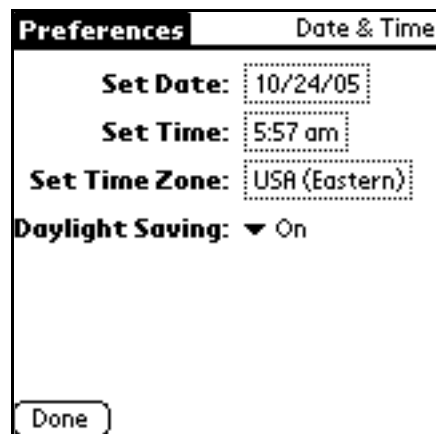 Preferences Date & Time
Set Date: 10/24/05
Set Time: 5:57 am
Set Time Zone: USA (Eastern)
Daylight Saving: On
Done